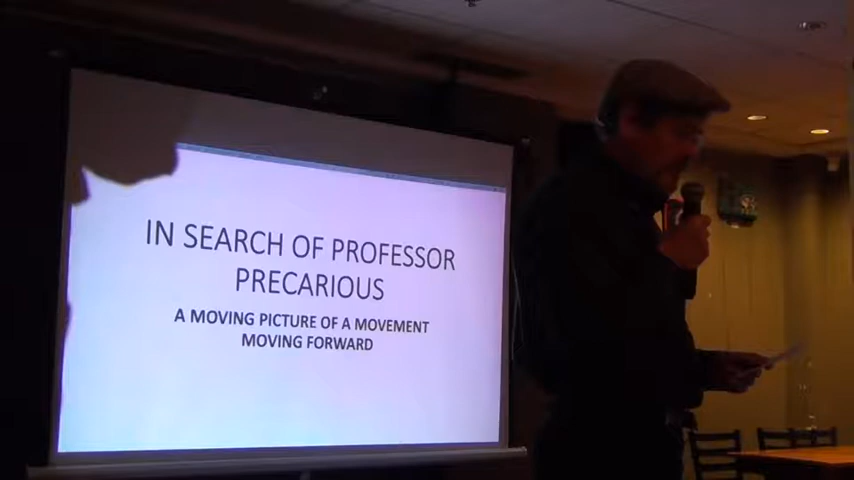 IN SEARCH OF PROFESSOR
PRECARIOUS
A MOVING PICTURE OF A MOVEMENT
MOVING FORWARD